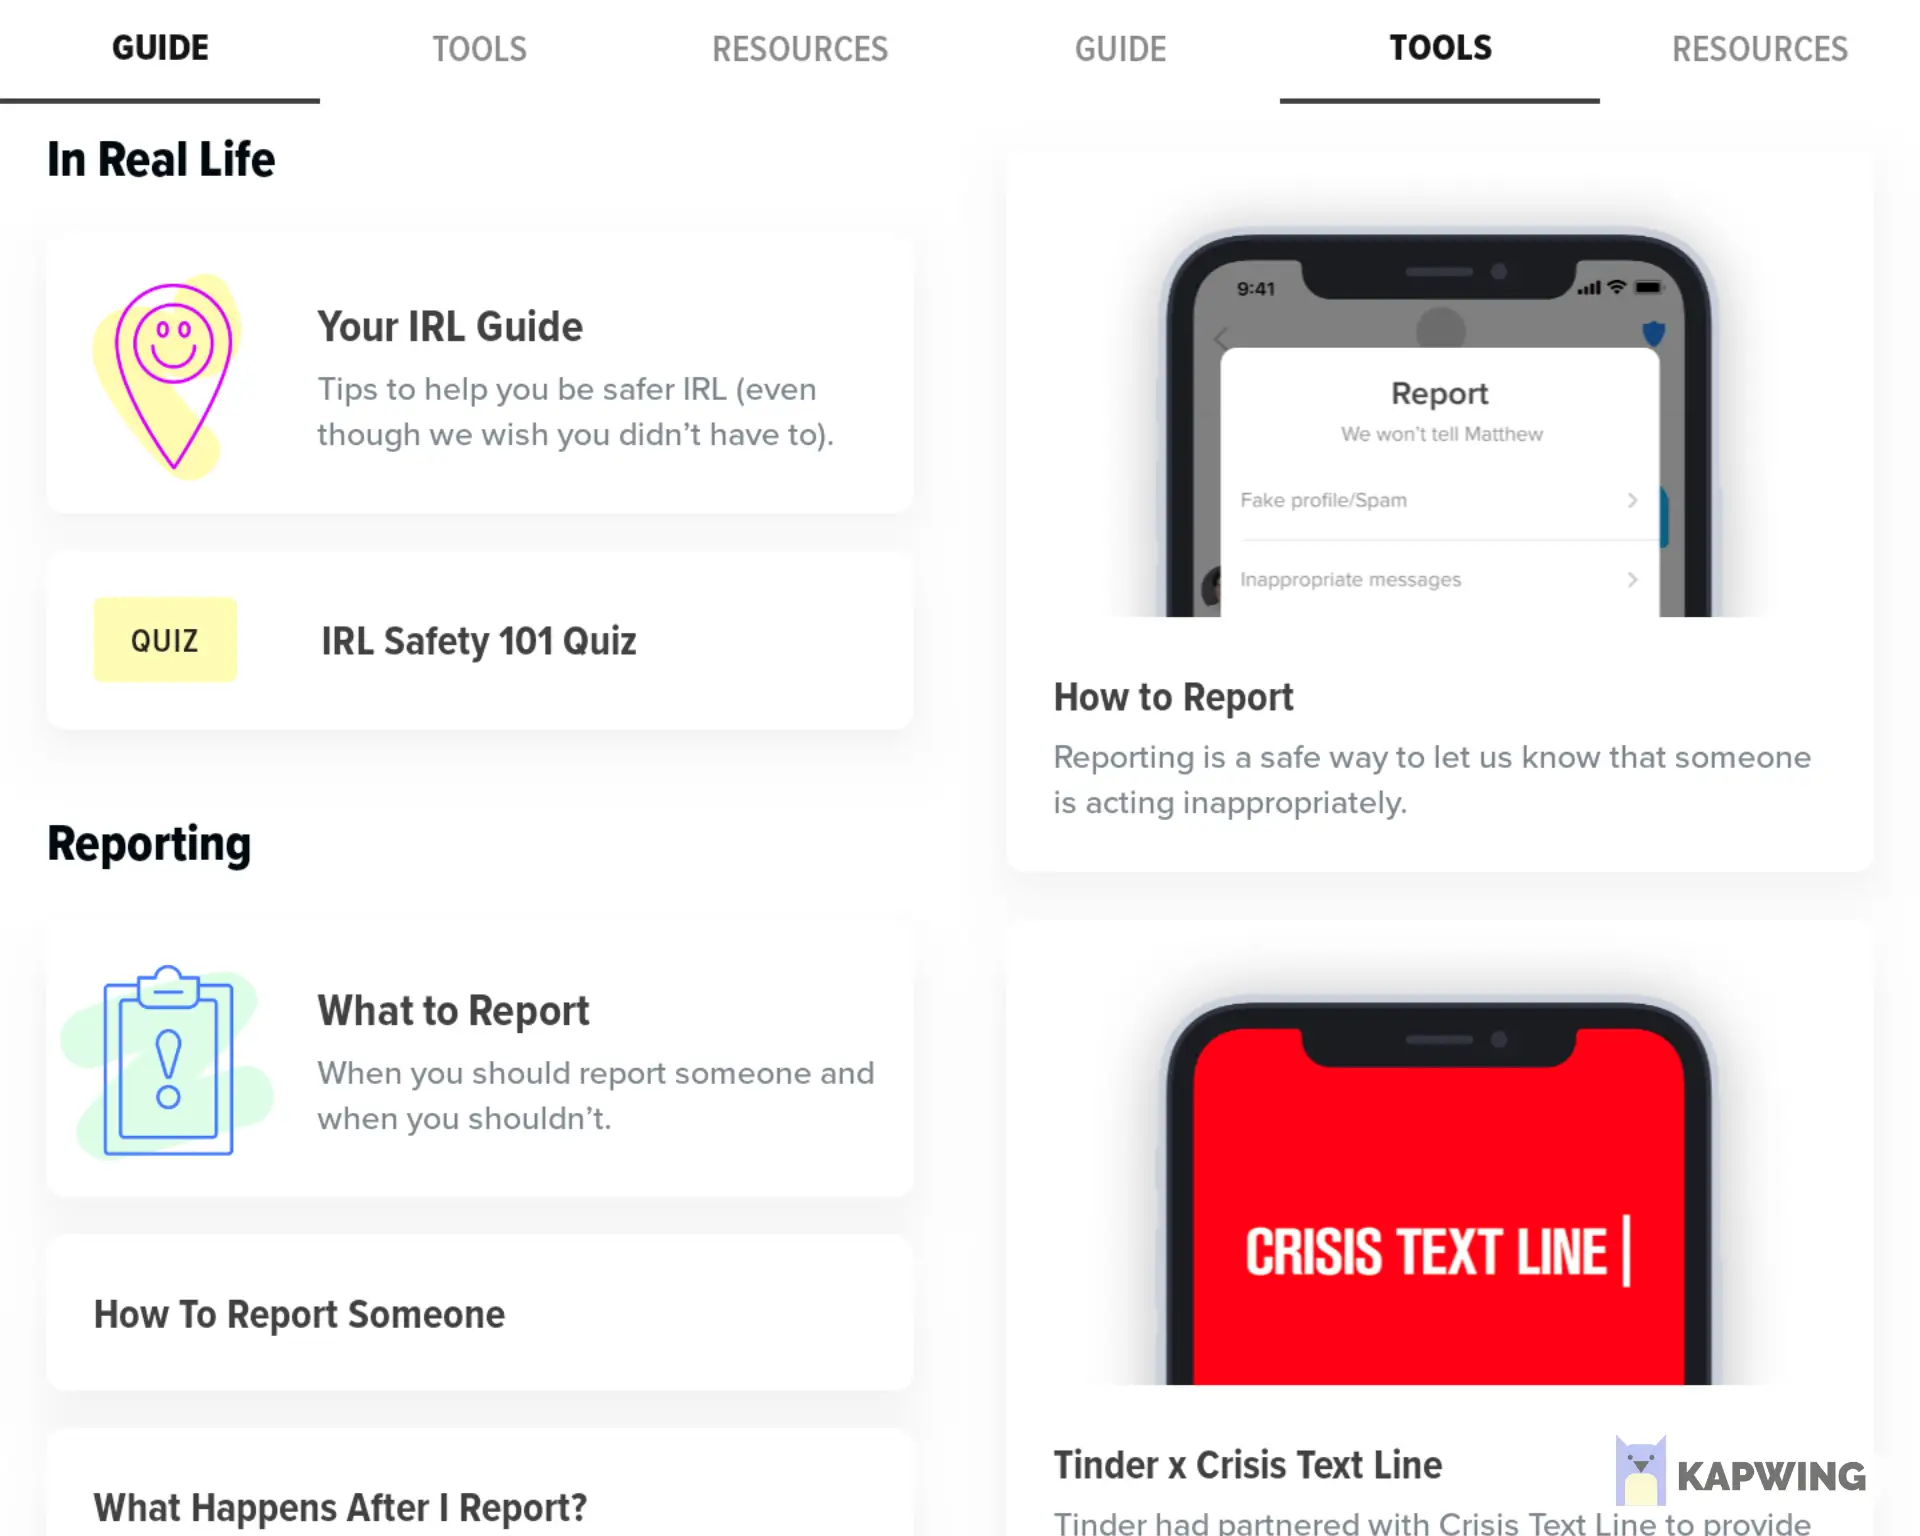 GUIDE
TOOLS
RESOURCES
In Real Life
Your IRL Guide
Tips to help you be safer IRL (even
though we wish you didn’t have to).
QUIZ
IRL Safety 101 Quiz
Reporting
What to Report
When you should report someone and
when you shouldn’t.
How To Report Someone
What Happens After I Report?
GUIDE
TOOLS
RESOURCES
9:41
Report
We won’t tell Matthew
Fake profile/Spam
Inappropriate messages
How to Report
Reporting is a safe way to let us know that someone
is acting inappropriately.
CRISIS TEXT LINE |
Tinder x Crisis Text Line
Tinder had partnered with Crisis Text Line to provide
KAPWING